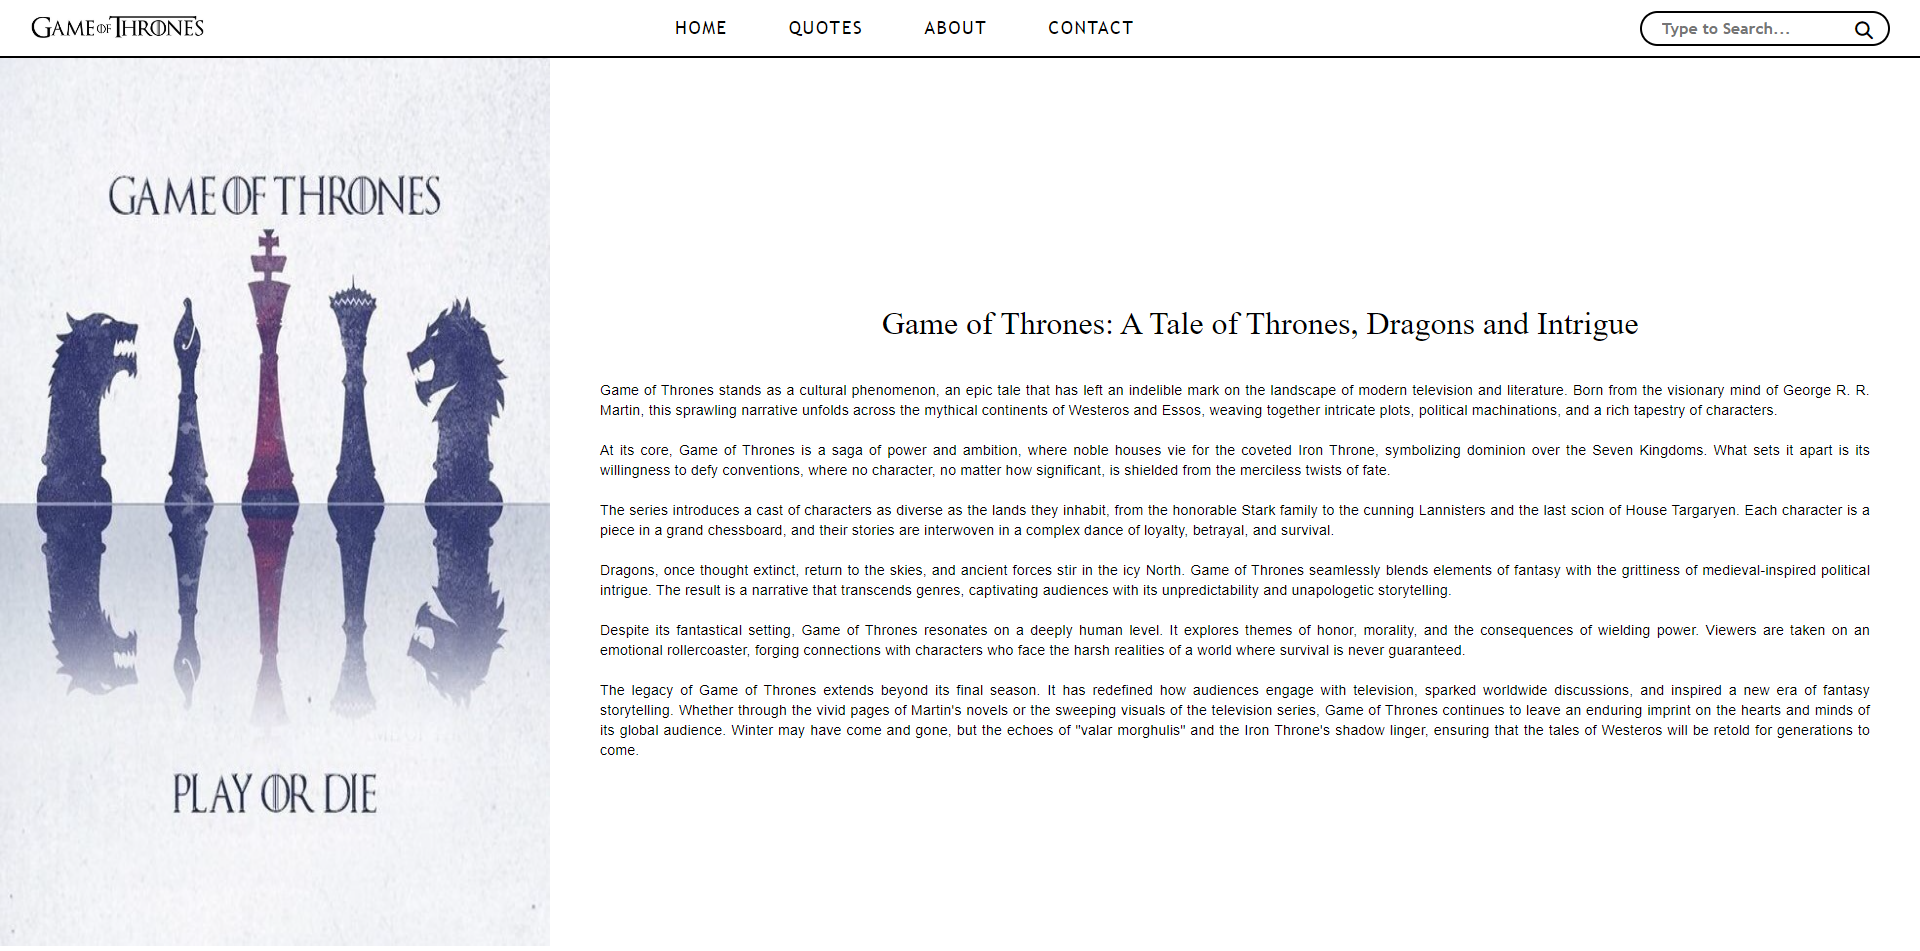 GAME OF THRONES
HOME QUOTES ABOUT CONTACT
Type to Search...
GAME OF THRONES
PLAY OR DIE
Game of Thrones: A Tale of Thrones, Dragons and Intrigue
Game of Thrones stands as a cultural phenomenon, an epic tale that has left an indelible mark on the landscape of modern television and literature. Born from the visionary mind of George R. R.
Martin, this sprawling narrative unfolds across the mythical continents of Westeros and Essos, weaving together intricate plots, political machinations, and a rich tapestry of characters.
At its core, Game of Thrones is a saga of power and ambition, where noble houses vie for the coveted Iron Throne, symbolizing dominion over the Seven Kingdoms. What sets it apart is its
willingness to defy conventions, where no character, no matter how significant, is shielded from the merciless twists of fate.
The series introduces a cast of characters as diverse as the lands they inhabit, from the honorable Stark family to the cunning Lannisters and the last scion of House Targaryen. Each character is a
piece in a grand chessboard, and their stories are interwoven in a complex dance of loyalty, betrayal, and survival.
Dragons, once thought extinct, return to the skies, and ancient forces stir in the icy North. Game of Thrones seamlessly blends elements of fantasy with the grittiness of medieval-inspired political
intrigue. The result is a narrative that transcends genres, captivating audiences with its unpredictability and unapologetic storytelling.
Despite its fantastical setting, Game of Thrones resonates on a deeply human level. It explores themes of honor, morality, and the consequences of wielding power. Viewers are taken on an
emotional rollercoaster, forging connections with characters who face the harsh realities of a world where survival is never guaranteed.
The legacy of Game of Thrones extends beyond its final season. It has redefined how audiences engage with television, sparked worldwide discussions, and inspired a new era of fantasy
storytelling. Whether through the vivid pages of Martin's novels or the sweeping visuals of the television series, Game of Thrones continues to leave an enduring imprint on the hearts and minds of
its global audience. Winter may have come and gone, but the echoes of "valar morghulis" and the Iron Throne's shadow linger, ensuring that the tales of Westeros will be retold for generations to
come.